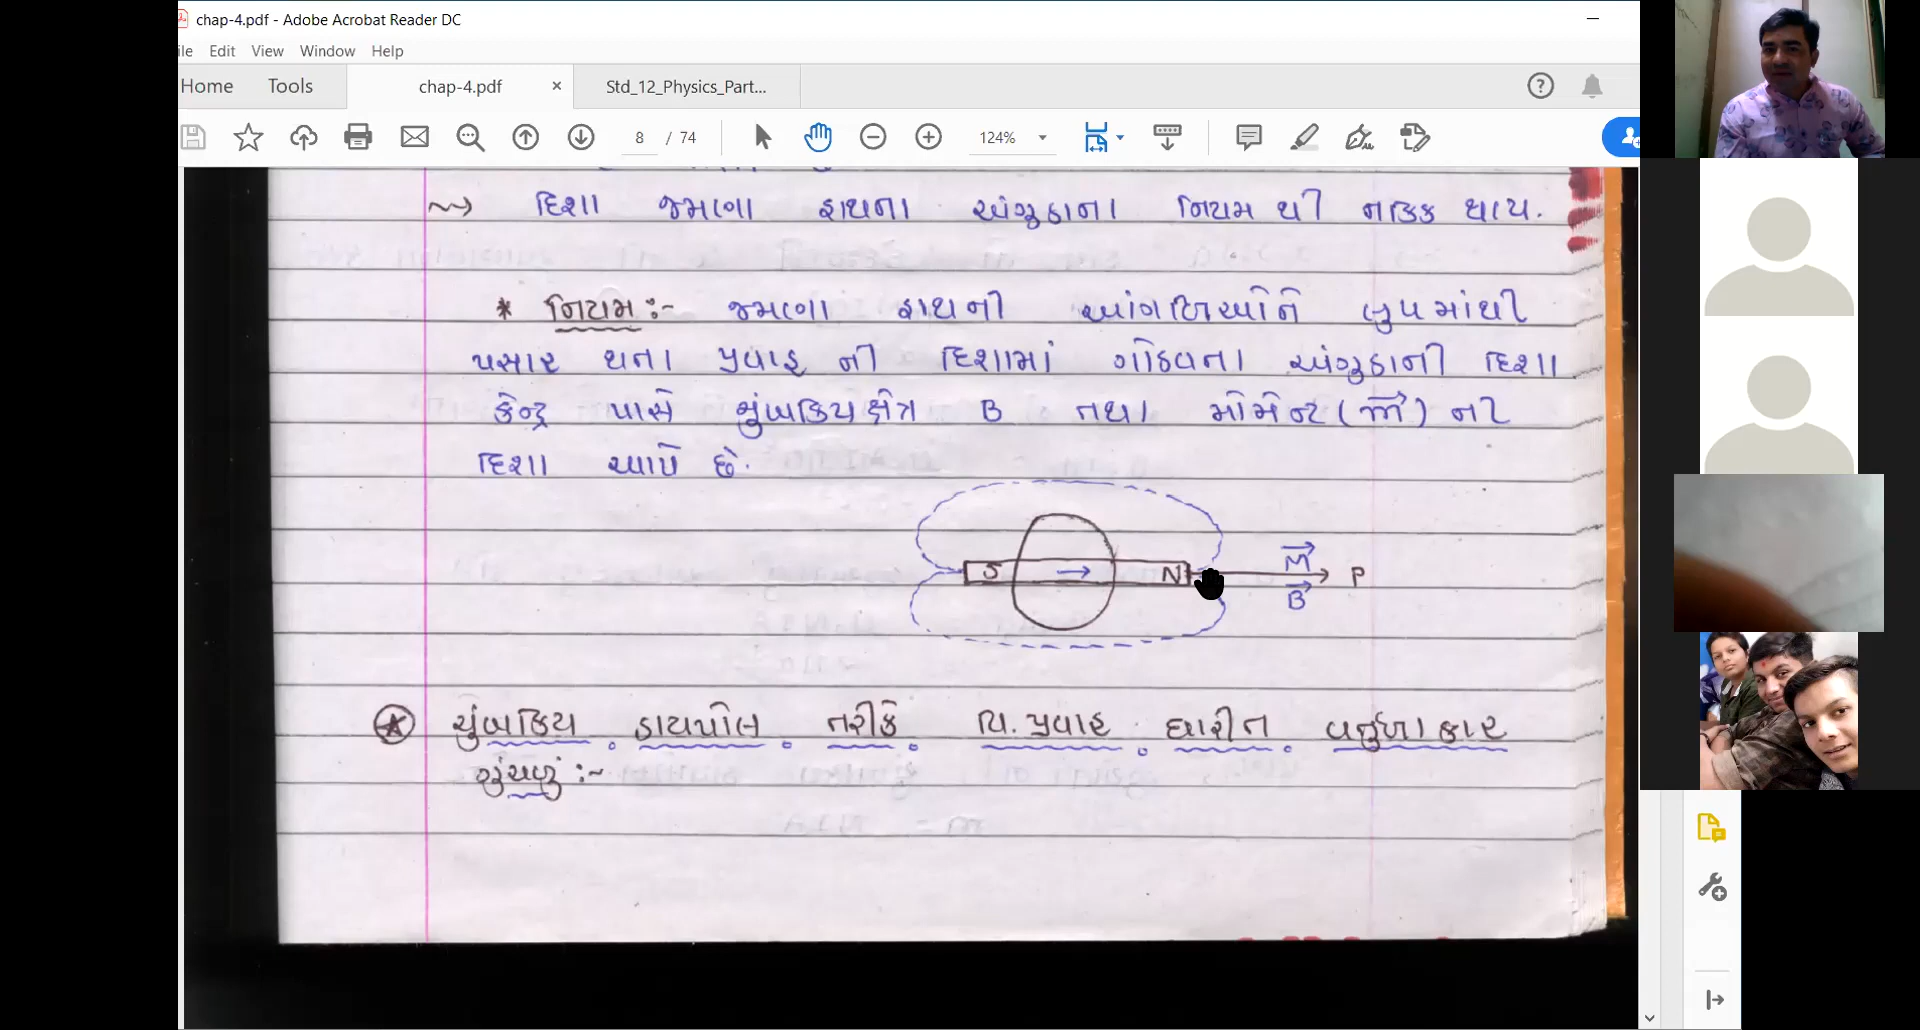 chap-4.pdf - Adobe Acrobat Reader DC
ile Edit View Window Help
Home Tools chap-4.pdf × Std_12_Physics_Part...
8 / 74 124%
દિશા જમણા હાથના અંગુઠાના નિયમ થી નક્કિ થાય.
* નિયમ :- જમણા હાથની આંગળિઓને લુપમાંથી
પસાર થતા પ્રવાહ ની દિશામાં ગોઠવતા અંગુઠાની દિશા
કેન્દ્ર પાસે ચુંબકિયક્ષેત્ર B તથા મોમેન્ટ (m) ની
દિશા આપે છે.
S → N M P
B
ચુંબકિય ડાયપોલ તરીકે વિ. પ્રવાહ ધારીત વર્તુળાકાર
ગુંચળું :-